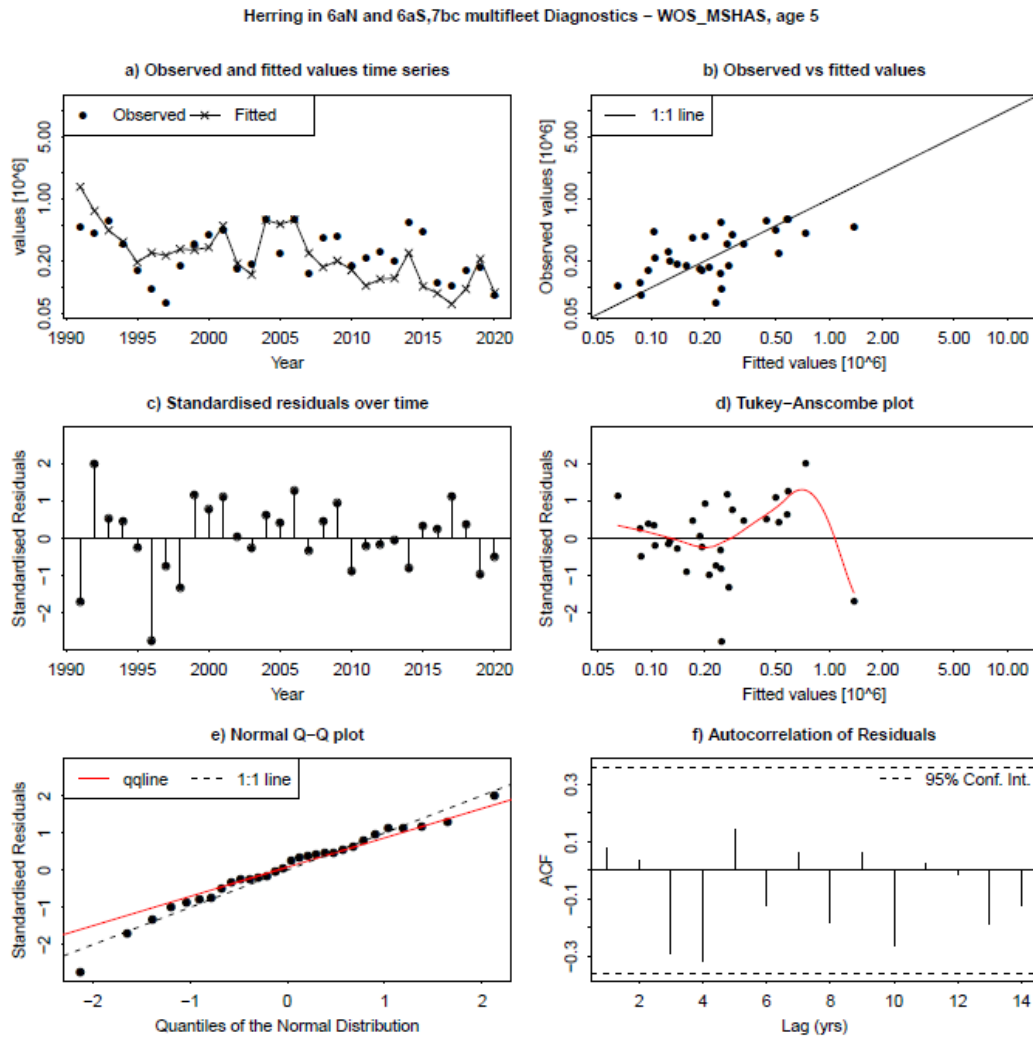 Herring in 6aN and 6aS,7bc multifleet Diagnostics − WOS_MSHAS, age 5
a) Observed and fitted values time series
Observed Fitted
values [10^6]
0.05 0.20 1.00 5.00
1990 1995 2000 2005 2010 2015 2020
Year
b) Observed vs fitted values
1:1 line
Observed values [10^6]
0.05 0.20 1.00 5.00
0.05 0.10 0.20 0.50 1.00 2.00 5.00 10.00
Fitted values [10^6]
c) Standardised residuals over time
Standardised Residuals
−2 −1 0 1 2
1990 1995 2000 2005 2010 2015 2020
Year
d) Tukey−Anscombe plot
Standardised Residuals
−2 −1 0 1 2
0.05 0.10 0.20 0.50 1.00 2.00 5.00 10.00
Fitted values [10^6]
e) Normal Q−Q plot
qqline 1:1 line
Standardised Residuals
−2 −1 0 1 2
−2 −1 0 1 2
Quantiles of the Normal Distribution
f) Autocorrelation of Residuals
95% Conf. Int.
ACF
−0.3 −0.1 0.1 0.3
2 4 6 8 10 12 14
Lag (yrs)